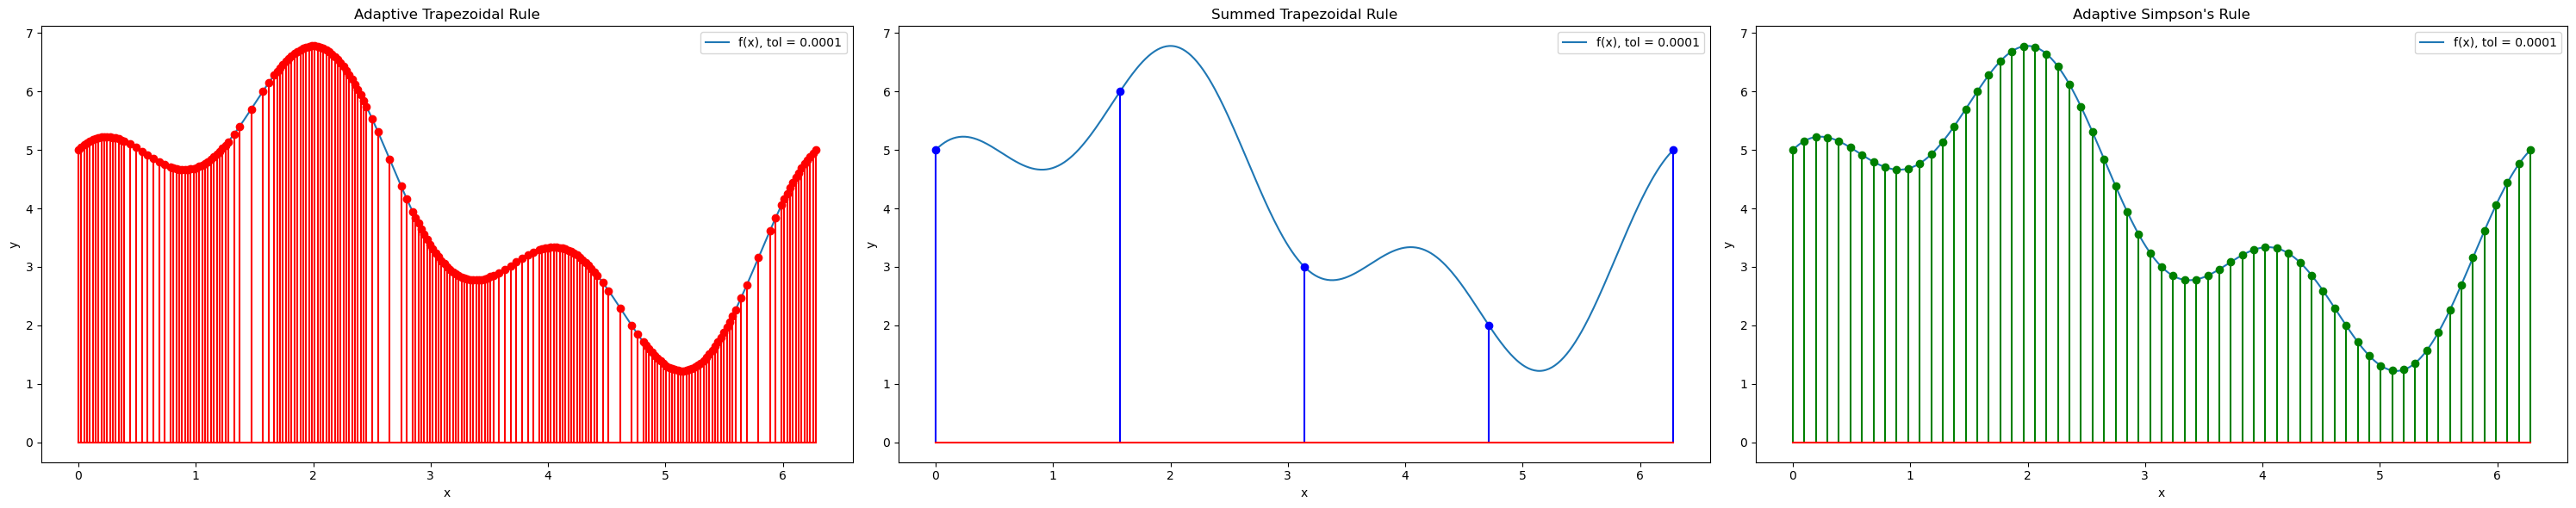 Adaptive Trapezoidal Rule
f(x), tol = 0.0001
y
7
6
5
4
3
2
1
0
0 1 2 3 4 5 6
x
Summed Trapezoidal Rule
f(x), tol = 0.0001
y
7
6
5
4
3
2
1
0
0 1 2 3 4 5 6
x
Adaptive Simpson's Rule
f(x), tol = 0.0001
y
7
6
5
4
3
2
1
0
0 1 2 3 4 5 6
x